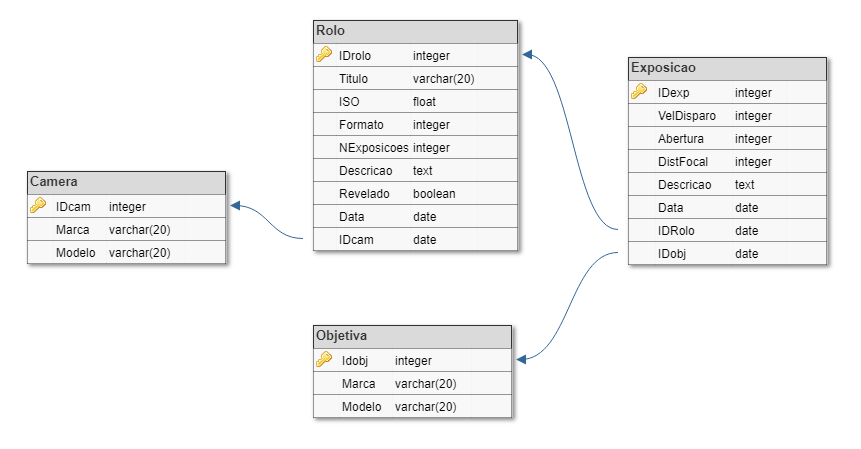 Rolo
IDrolo integer
Titulo varchar(20)
ISO float
Formato integer
NExposicoes integer
Descricao text
Revelado boolean
Data date
IDcam date
Exposicao
IDexp integer
VelDisparo integer
Abertura integer
DistFocal integer
Descricao text
Data date
IDRolo date
IDobj date
Camera
IDcam integer
Marca varchar(20)
Modelo varchar(20)
Objetiva
Idobj integer
Marca varchar(20)
Modelo varchar(20)